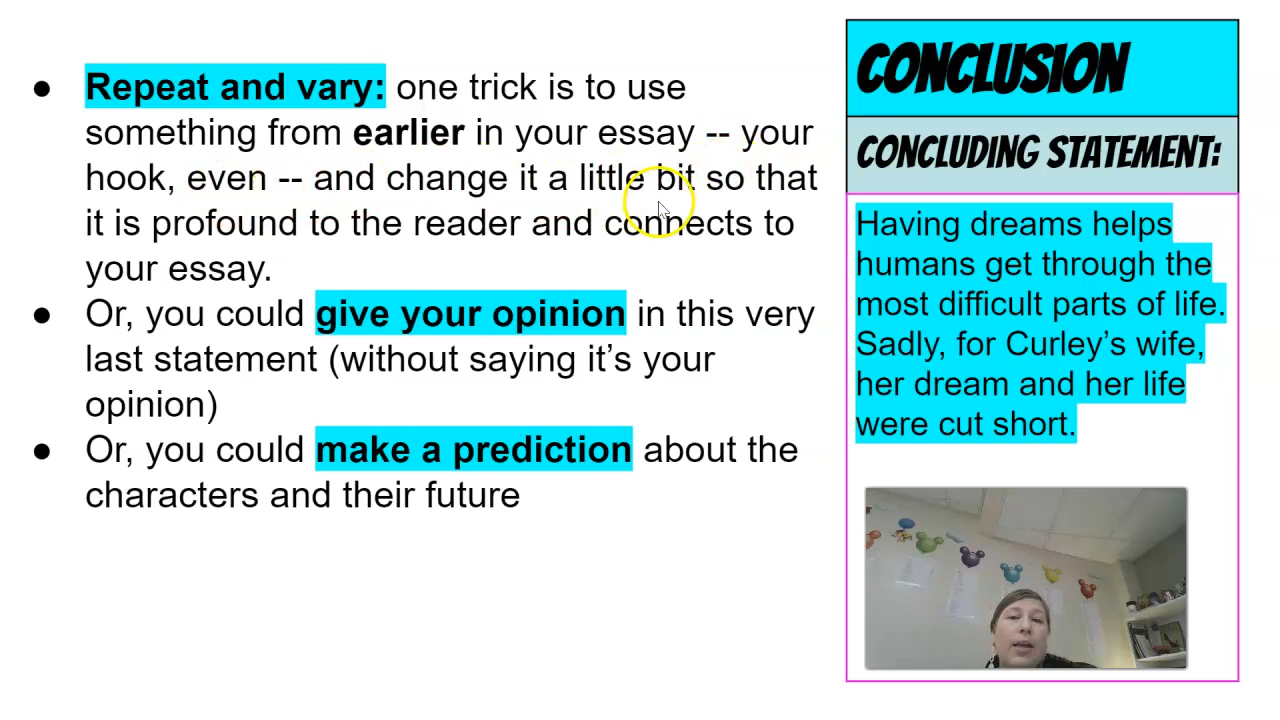 ● Repeat and vary: one trick is to use
something from earlier in your essay -- your
hook, even -- and change it a little bit so that
it is profound to the reader and connects to
your essay.
● Or, you could give your opinion in this very
last statement (without saying it’s your
opinion)
● Or, you could make a prediction about the
characters and their future
CONCLUSION
CONCLUDING STATEMENT:
Having dreams helps
humans get through the
most difficult parts of life.
Sadly, for Curley’s wife,
her dream and her life
were cut short.